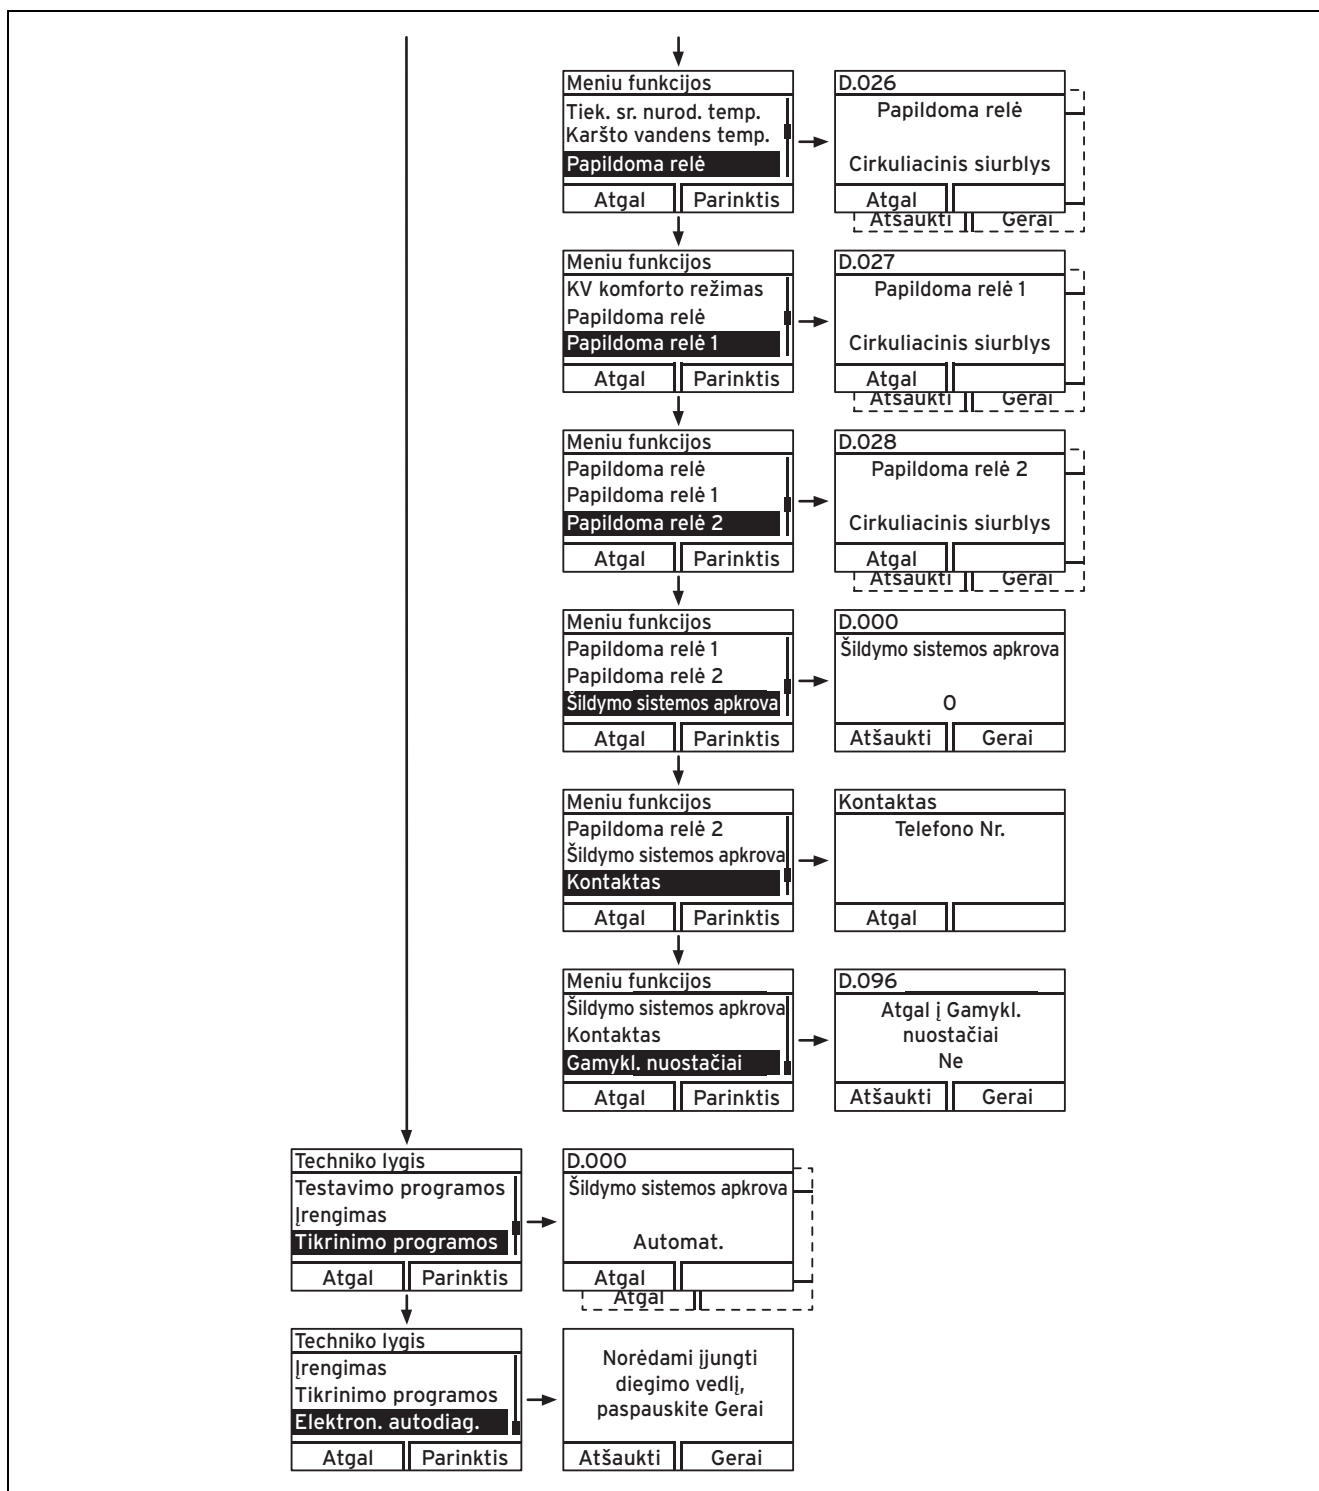 Meniu funkcijos
Tiek. sr. nurod. temp.
Karšto vandens temp.
Papildoma relė
Atgal Parinktis
D.026
Papildoma relė
Cirkuliacinis siurblys
Atgal
Atšaukti Gerai
Meniu funkcijos
KV komforto režimas
Papildoma relė
Papildoma relė 1
Atgal Parinktis
D.027
Papildoma relė 1
Cirkuliacinis siurblys
Atgal
Atšaukti Gerai
Meniu funkcijos
Papildoma relė
Papildoma relė 1
Papildoma relė 2
Atgal Parinktis
D.028
Papildoma relė 2
Cirkuliacinis siurblys
Atgal
Atšaukti Gerai
Meniu funkcijos
Papildoma relė 1
Papildoma relė 2
Šildymo sistemos apkrova
Atgal Parinktis
D.000
Šildymo sistemos apkrova
0
Atšaukti Gerai
Meniu funkcijos
Papildoma relė 2
Šildymo sistemos apkrova
Kontaktas
Atgal Parinktis
Kontaktas
Telefono Nr.
Atgal
Meniu funkcijos
Šildymo sistemos apkrova
Kontaktas
Gamykl. nuostačiai
Atgal Parinktis
D.096
Atgal į Gamykl.
nuostačiai
Ne
Atšaukti Gerai
Techniko lygis
Testavimo programos
Įrengimas
Tikrinimo programos
Atgal Parinktis
D.000
Šildymo sistemos apkrova
Automat.
Atgal
Atgal
Techniko lygis
Įrengimas
Tikrinimo programos
Elektron. autodiag.
Atgal Parinktis
Norėdami įjungti
diegimo vedlį,
paspauskite Gerai
Atšaukti Gerai